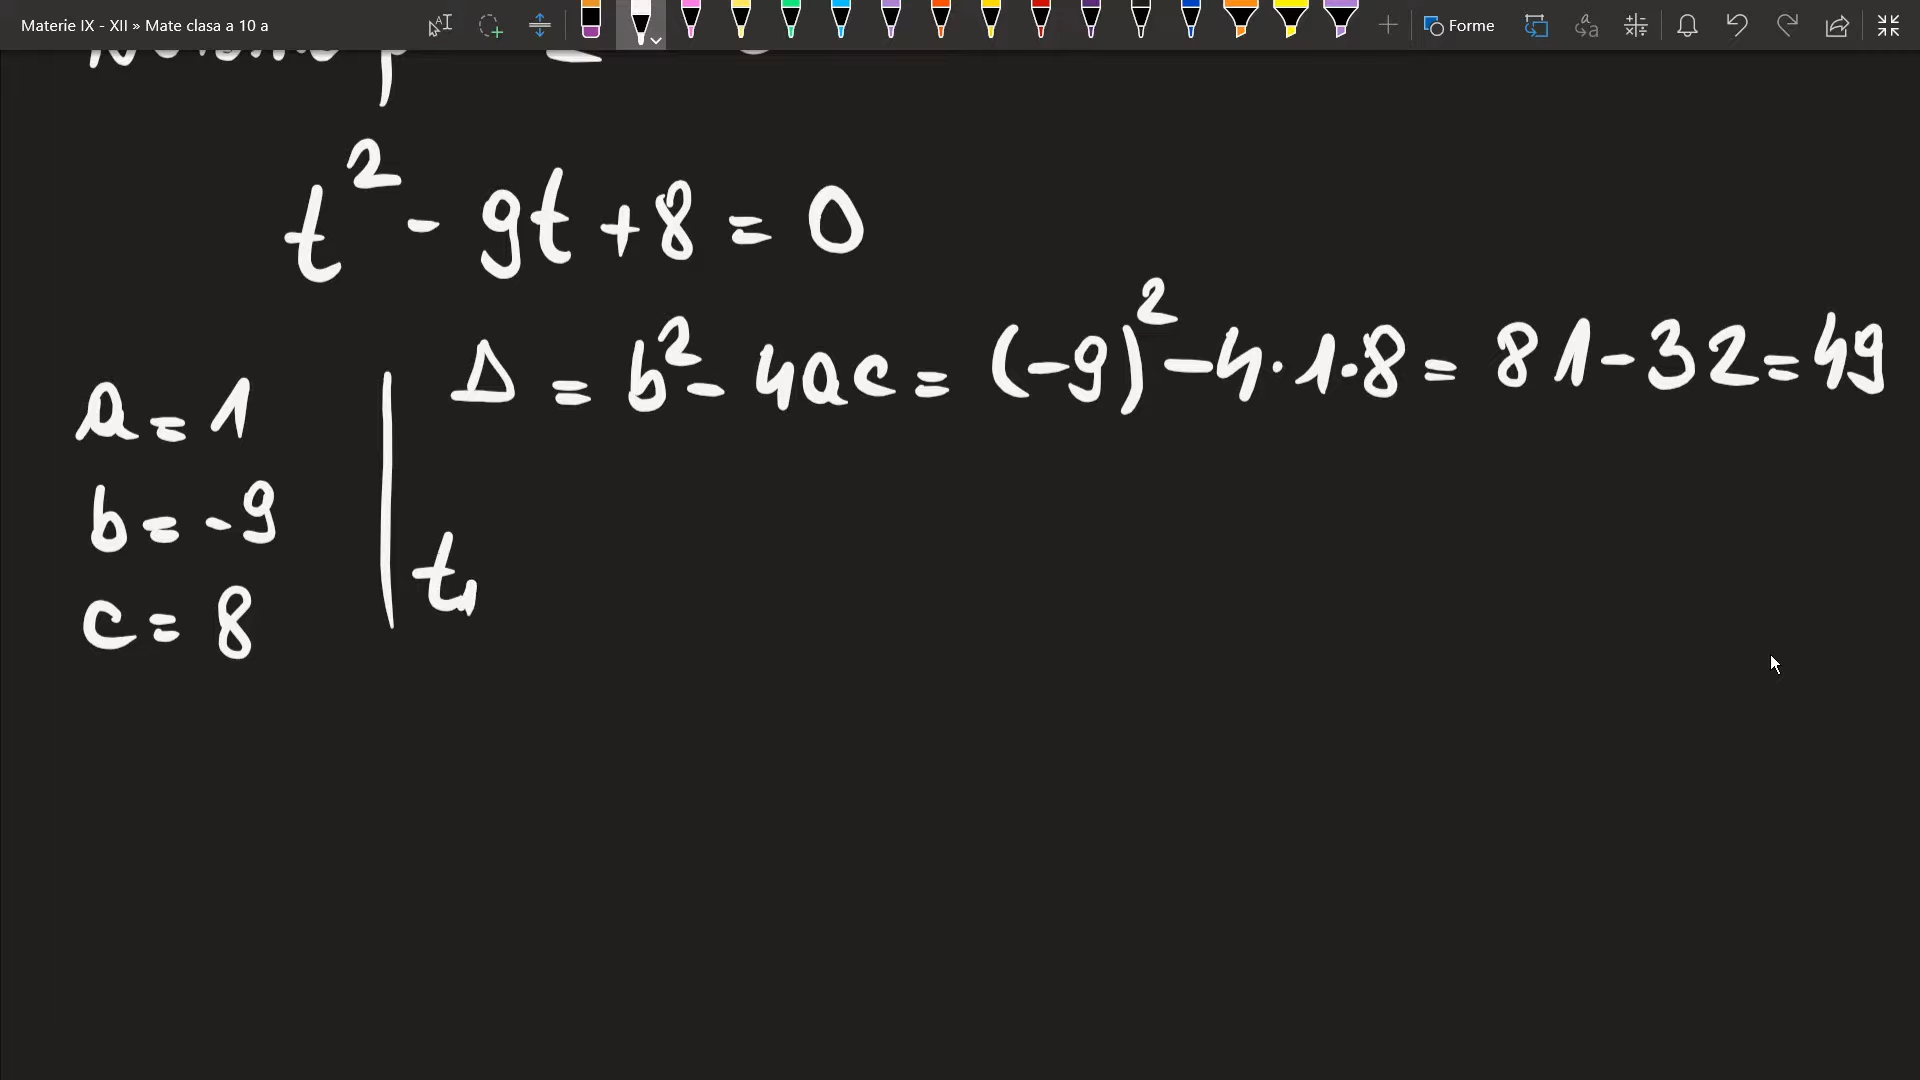 Materie IX - XII » Mate clasa a 10 a
Forme
t² - 9t + 8 = 0
Δ = b² - 4ac = (-9)² - 4·1·8 = 81 - 32 = 49
a = 1
b = -9
c = 8
t₁